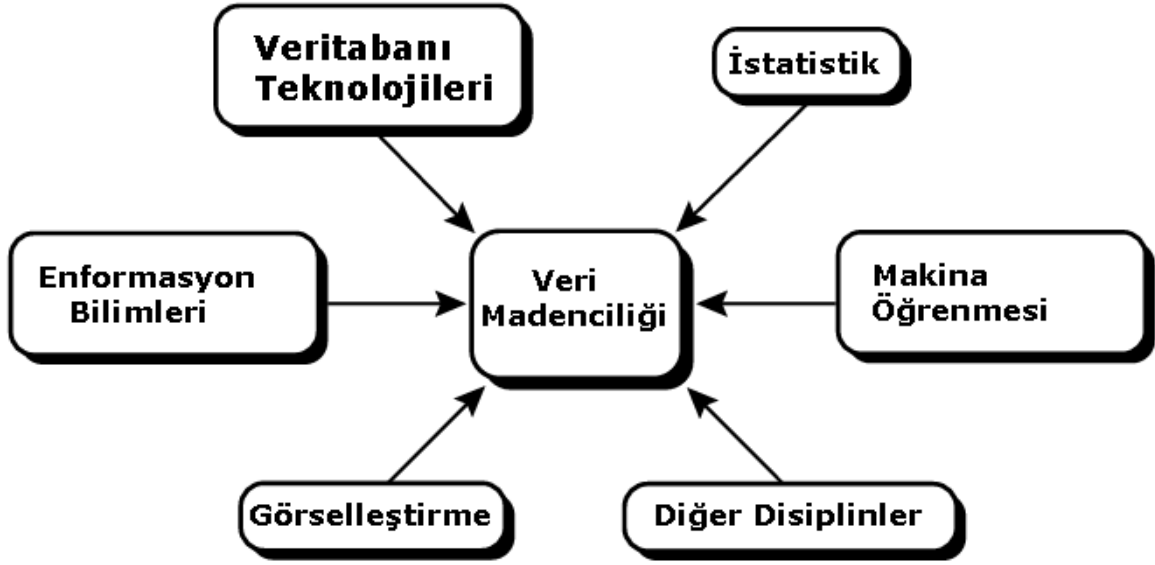 Veritabanı
Teknolojileri
İstatistik
Enformasyon
Bilimleri
Veri
Madenciliği
Makina
Öğrenmesi
Görselleştirme
Diğer Disiplinler